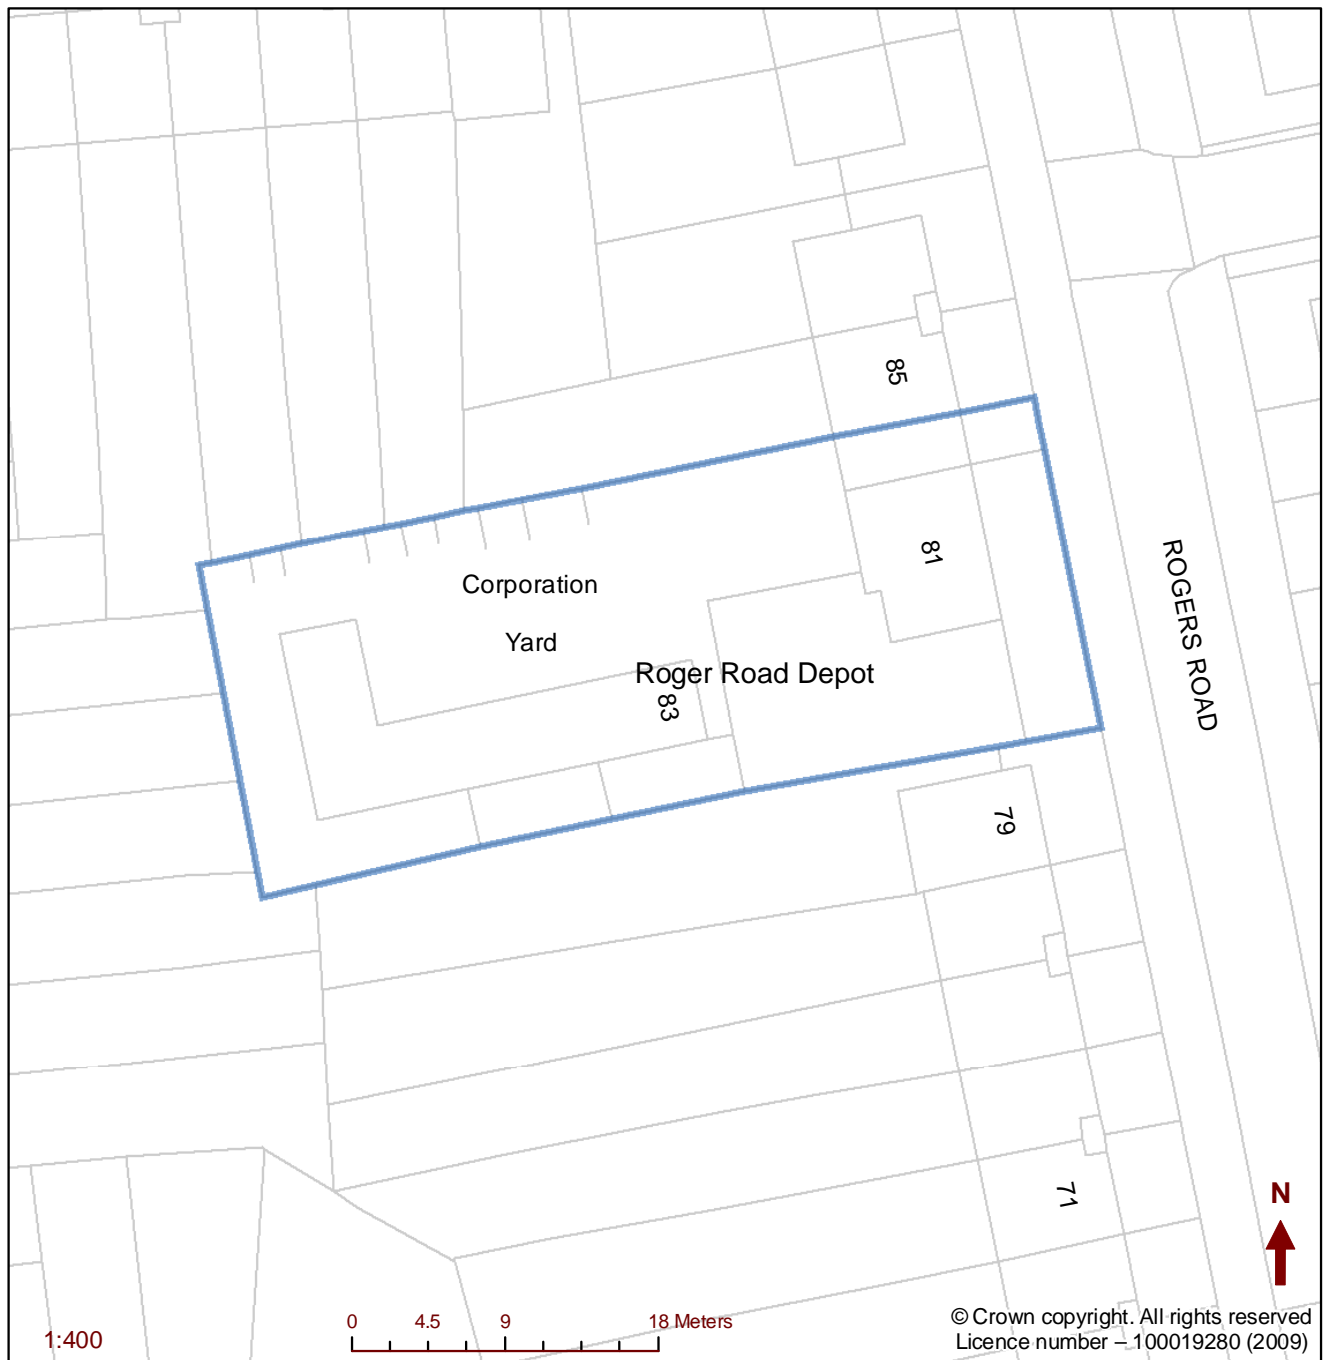 85
81
ROGERS ROAD
Corporation
Yard
Roger Road Depot
83
79
71
N
0 4.5 9 18 Meters
1:400
© Crown copyright. All rights reserved
Licence number – 100019280 (2009)